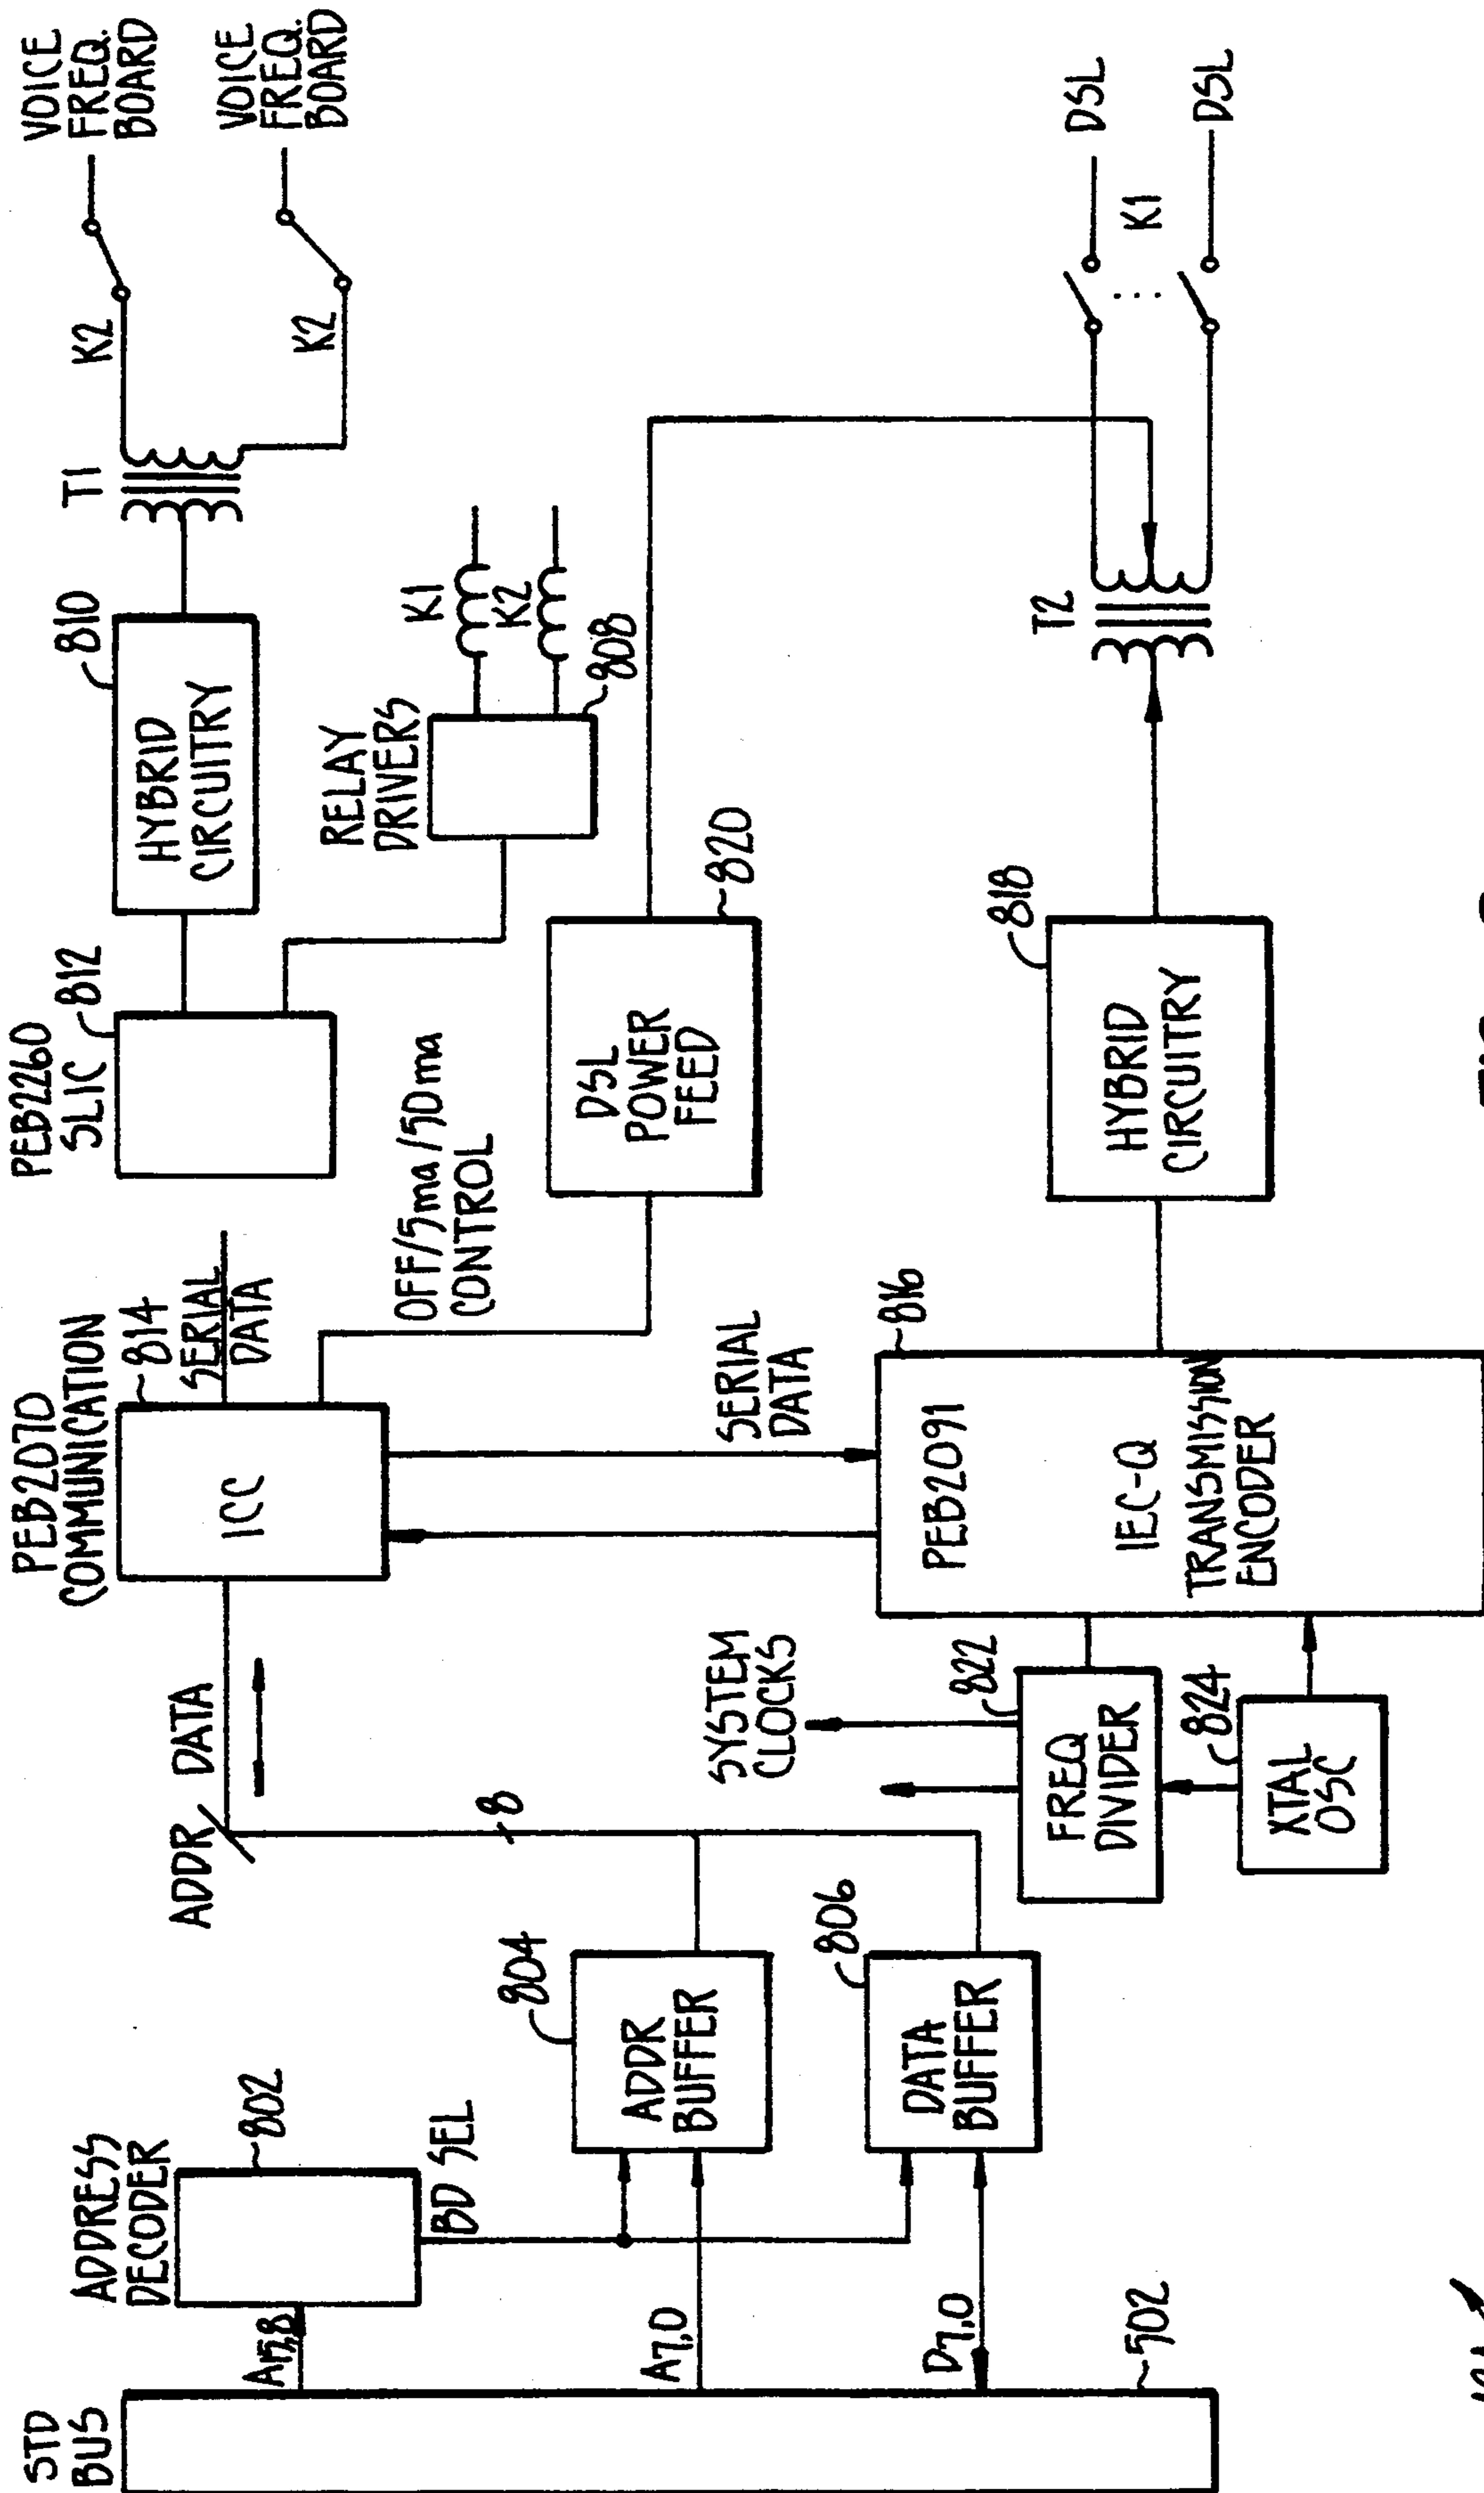 STD
BUS
A15,8
A7,0
D7,0
502
ADDRESS
DECODER
802
BD SEL
ADDR
BUFFER
804
DATA
BUFFER
806
8
ADDR DATA
PEB2070
COMMUNICATION
ICC
814
SERIAL
DATA
SERIAL
DATA
SYSTEM
CLOCKS
FREQ
DIVIDER
822
XTAL
OSC
824
PEB2091
IEC-Q
TRANSMISSION
ENCODER
816
PEB2260
SLIC
812
OFF/5ma/50ma
CONTROL
DSL
POWER
FEED
820
HYBRID
CIRCUITRY
810
RELAY
DRIVERS
808
K1
K2
HYBRID
CIRCUITRY
818
T1
T2
K2
K2
VOICE
FREQ.
BOARD
VOICE
FREQ.
BOARD
K1
DSL
DSL